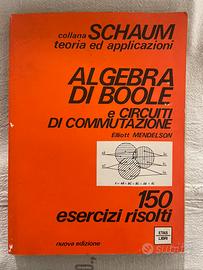 collana SCHAUM
teoria ed applicazioni
ALGEBRA
DI BOOLE
e CIRCUITI
DI COMMUTAZIONE
Elliott MENDELSON
150
esercizi risolti
nuova edizione
ETAS
LIBRI
subito